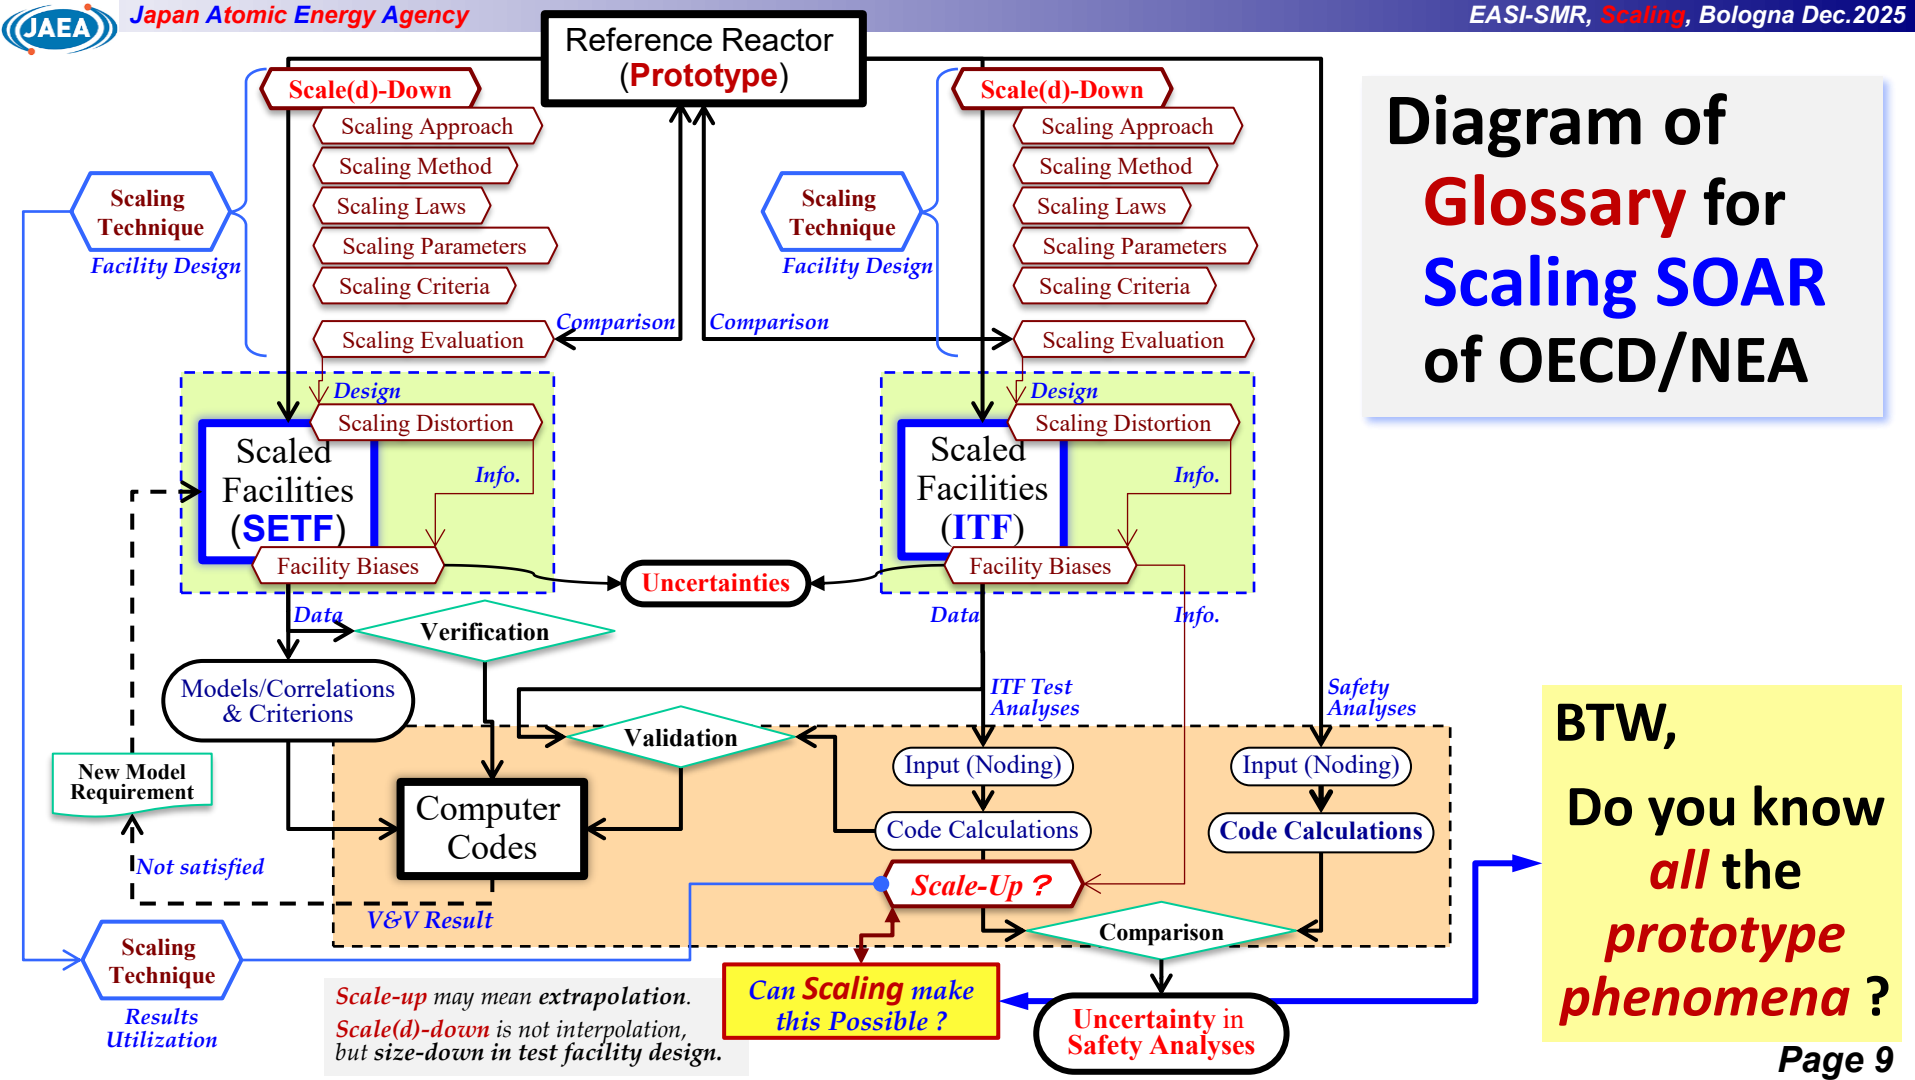 JAEA
Japan Atomic Energy Agency
EASI-SMR, Scaling, Bologna Dec.2025
Reference Reactor
(Prototype)
Diagram of
Glossary for
Scaling SOAR
of OECD/NEA
Scale(d)-Down
Scaling Approach
Scaling Method
Scaling Laws
Scaling Parameters
Scaling Criteria
Scaling Evaluation
Scaling
Technique
Facility Design
Comparison
Comparison
Scale(d)-Down
Scaling Approach
Scaling Method
Scaling Laws
Scaling Parameters
Scaling Criteria
Scaling Evaluation
Scaling
Technique
Facility Design
Design
Scaling Distortion
Scaled
Facilities
(SETF)
Info.
Facility Biases
Design
Scaling Distortion
Scaled
Facilities
(ITF)
Info.
Facility Biases
Uncertainties
Data
Verification
Data
Info.
Models/Correlations
& Criterions
ITF Test
Analyses
Safety
Analyses
Validation
New Model
Requirement
Computer
Codes
Input (Noding)
Code Calculations
Input (Noding)
Code Calculations
Not satisfied
V&V Result
Scale-Up ?
Comparison
Scaling
Technique
Results
Utilization
Scale-up may mean extrapolation.
Scale(d)-down is not interpolation,
but size-down in test facility design.
Can Scaling make
this Possible ?
Uncertainty in
Safety Analyses
BTW,
Do you know
all the
prototype
phenomena ?
Page 9